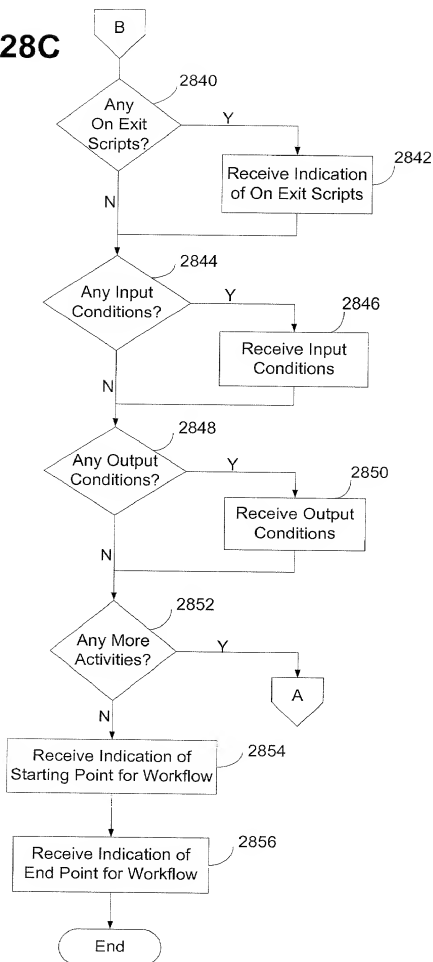 B
28C
2840
Any
On Exit
Scripts?
Y
2842
Receive Indication
of On Exit Scripts
N
2844
Any Input
Conditions?
Y
2846
Receive Input
Conditions
N
2848
Any Output
Conditions?
Y
2850
Receive Output
Conditions
N
2852
Any More
Activities?
Y
A
N
2854
Receive Indication of
Starting Point for Workflow
2856
Receive Indication of
End Point for Workflow
End